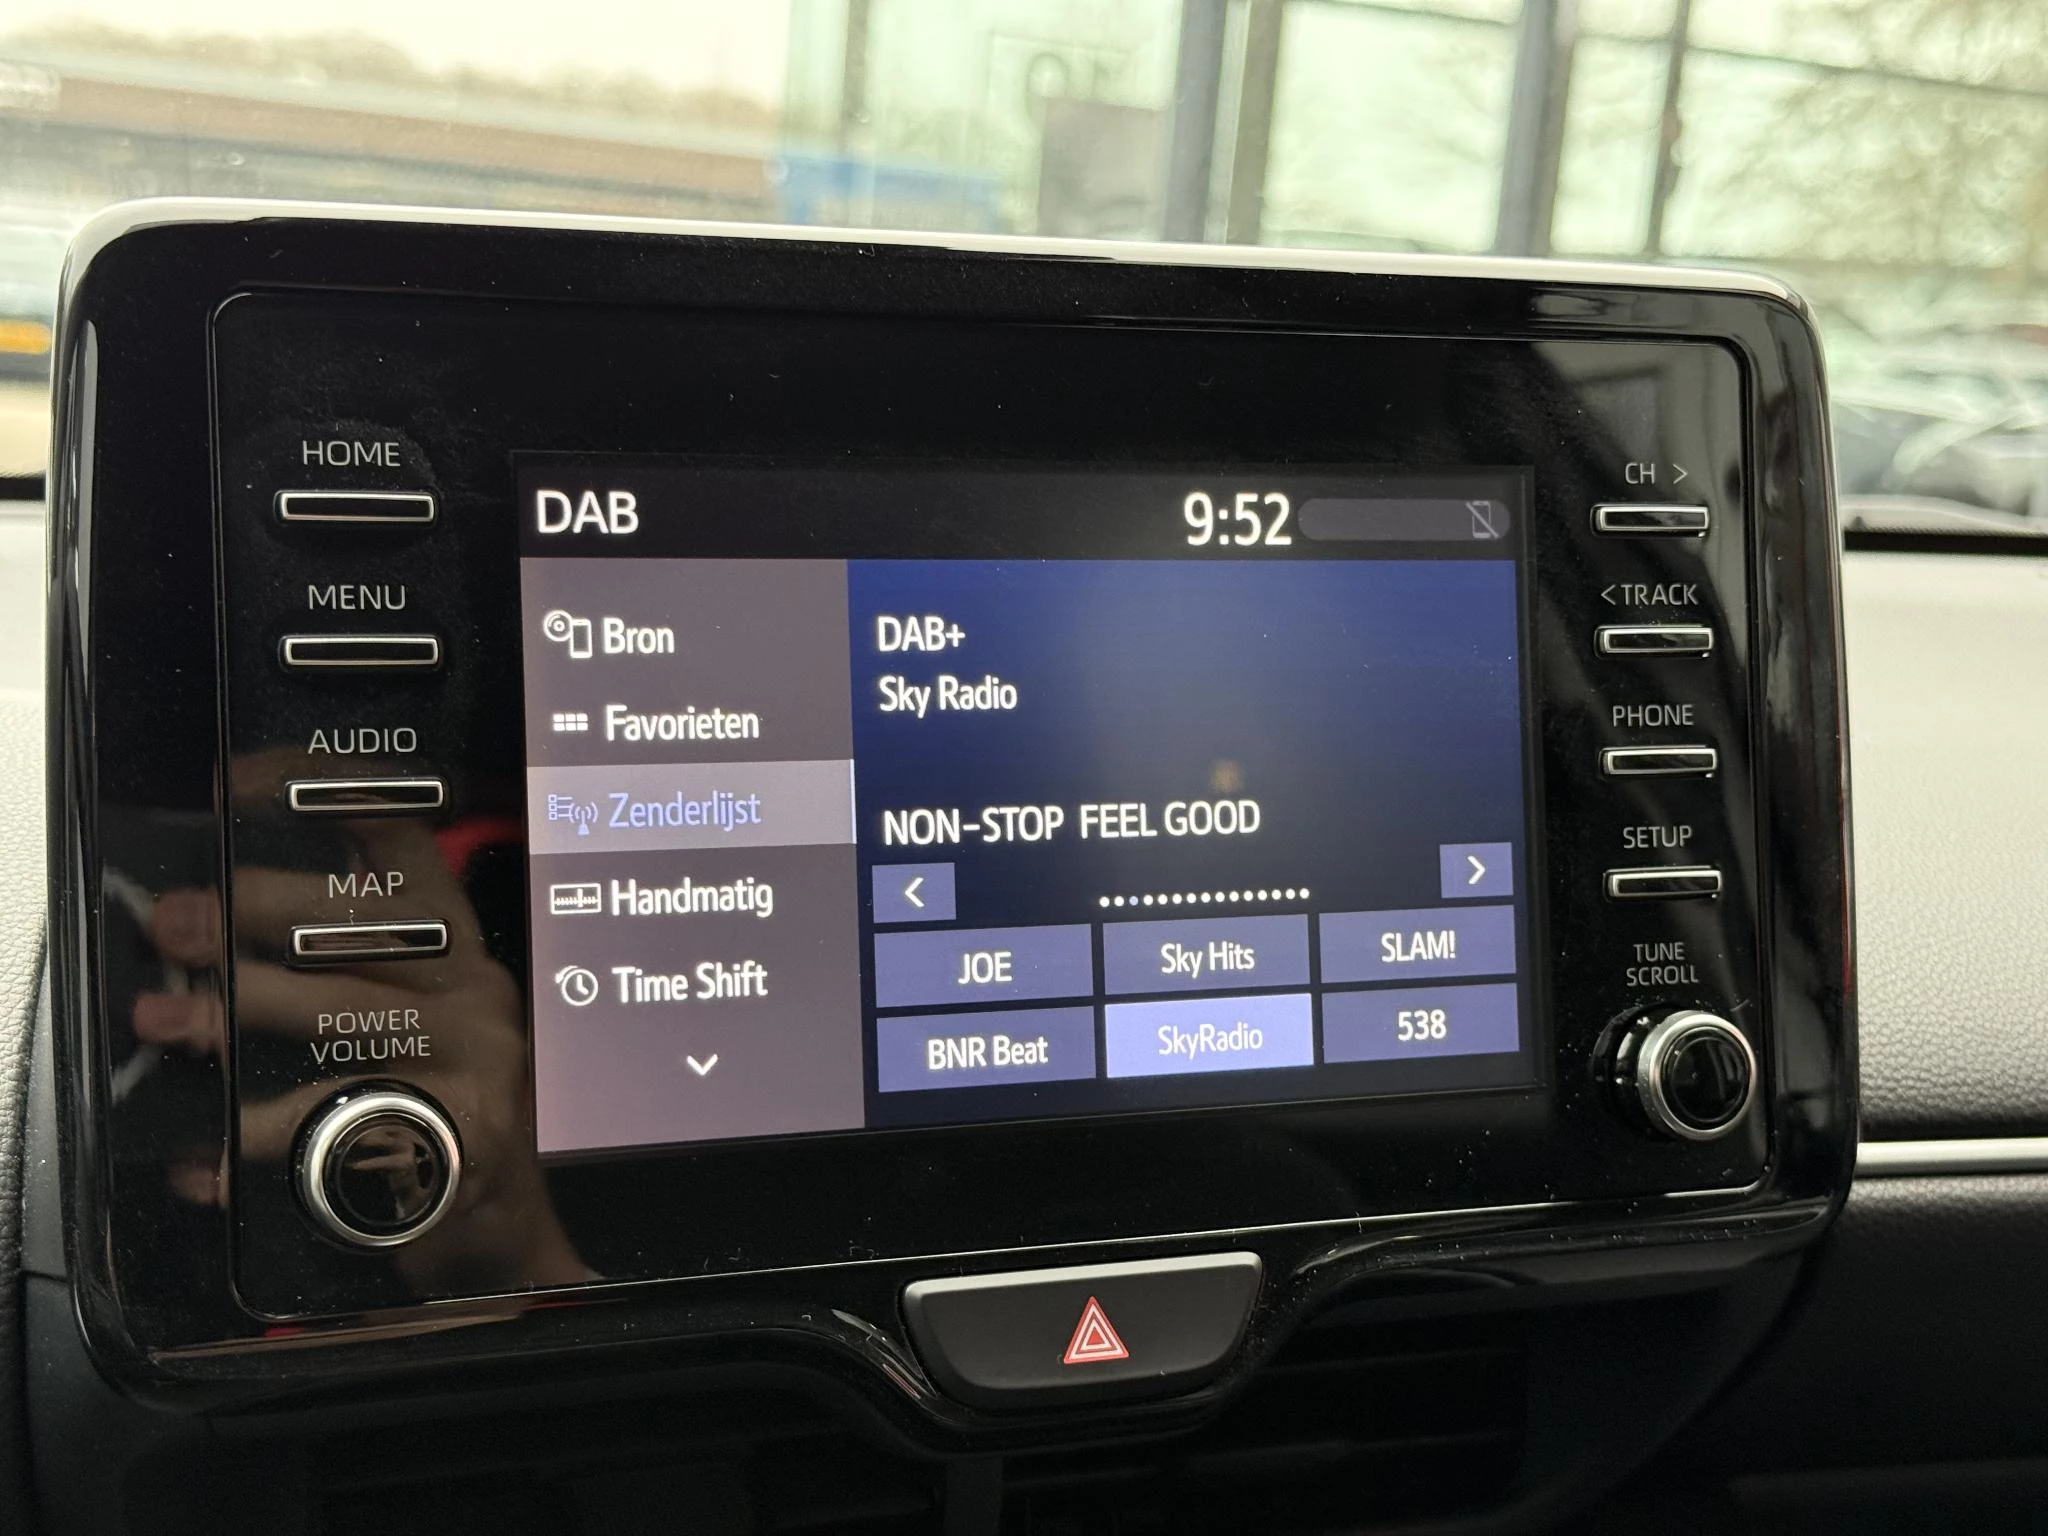 HOME
MENU
AUDIO
MAP
POWER
VOLUME
DAB
9:52
Bron
Favorieten
Zenderlijst
Handmatig
Time Shift
DAB+
Sky Radio
NON-STOP FEEL GOOD
< >
JOE
Sky Hits
SLAM!
BNR Beat
SkyRadio
538
CH >
< TRACK
PHONE
SETUP
TUNE
SCROLL